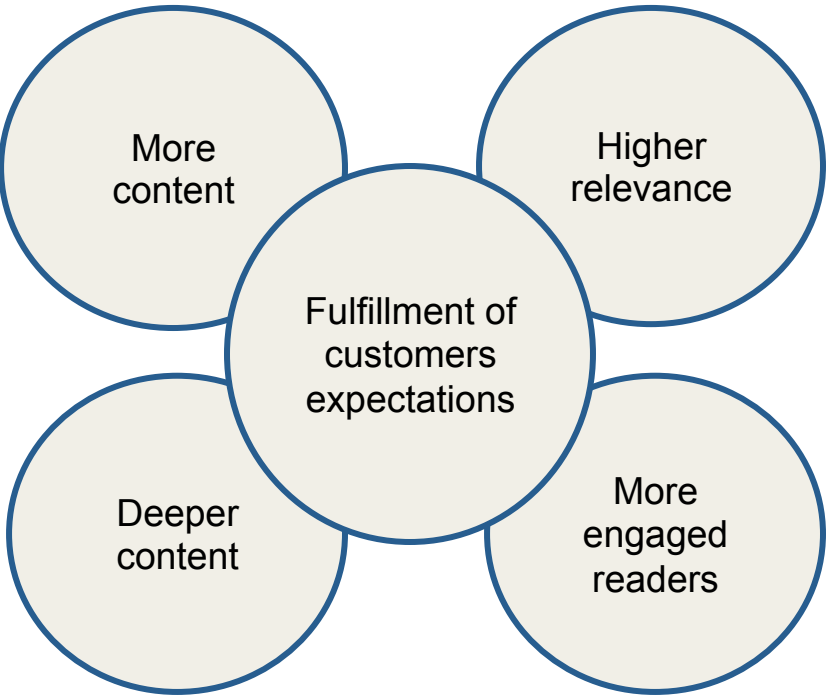 More
content
Higher
relevance
Fulfillment of
customers
expectations
Deeper
content
More
engaged
readers